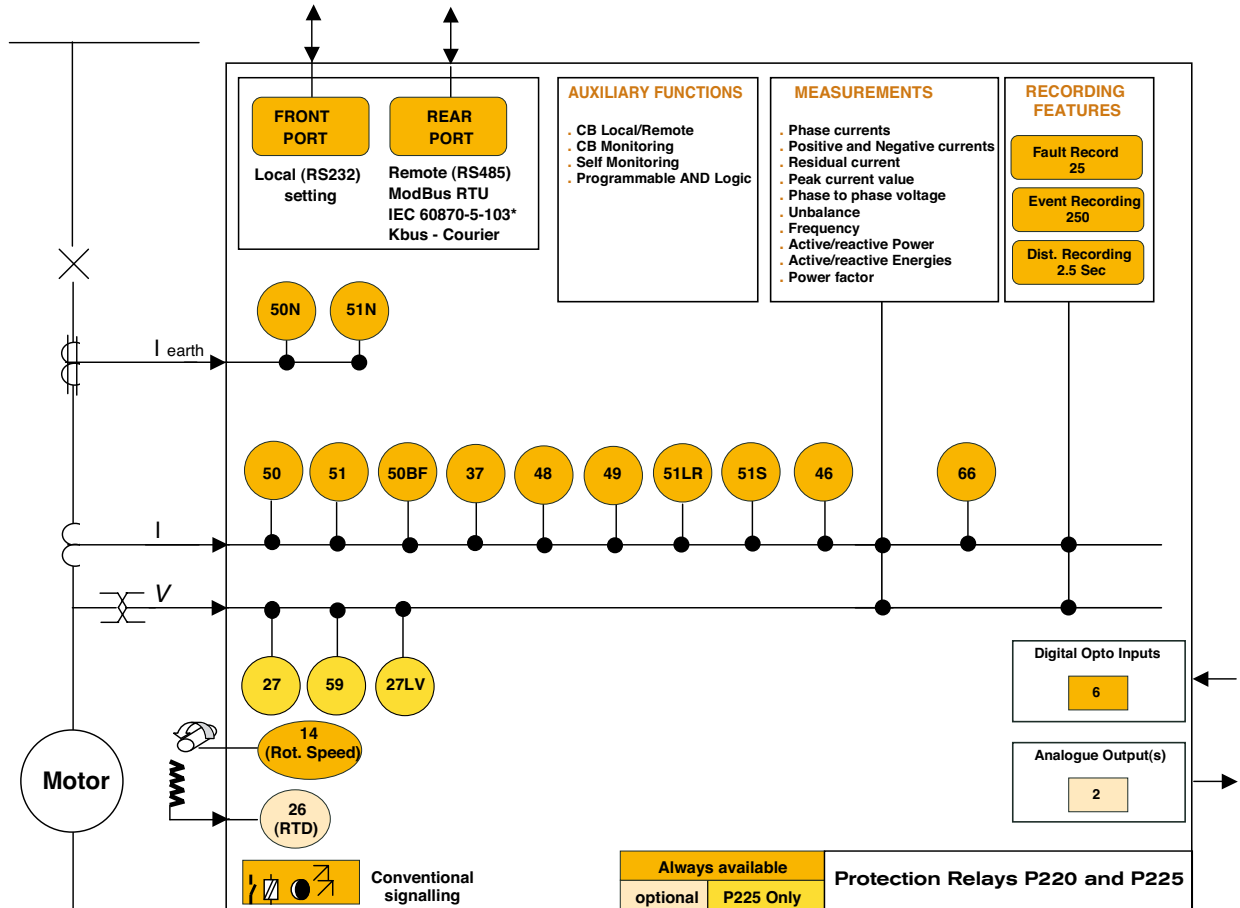 FRONT
PORT
Local (RS232)
setting
REAR
PORT
Remote (RS485)
ModBus RTU
IEC 60870-5-103*
Kbus - Courier
AUXILIARY FUNCTIONS
. CB Local/Remote
. CB Monitoring
. Self Monitoring
. Programmable AND Logic
MEASUREMENTS
. Phase currents
. Positive and Negative currents
. Residual current
. Peak current value
. Phase to phase voltage
. Unbalance
. Frequency
. Active/reactive Power
. Active/reactive Energies
. Power factor
RECORDING
FEATURES
Fault Record
25
Event Recording
250
Dist. Recording
2.5 Sec
50N
51N
I earth
50
51
50BF
37
48
49
51LR
51S
46
66
I
V
27
59
27LV
14
(Rot. Speed)
26
(RTD)
Motor
Digital Opto Inputs
6
Analogue Output(s)
2
Conventional
signalling
Always available
optional
P225 Only
Protection Relays P220 and P225